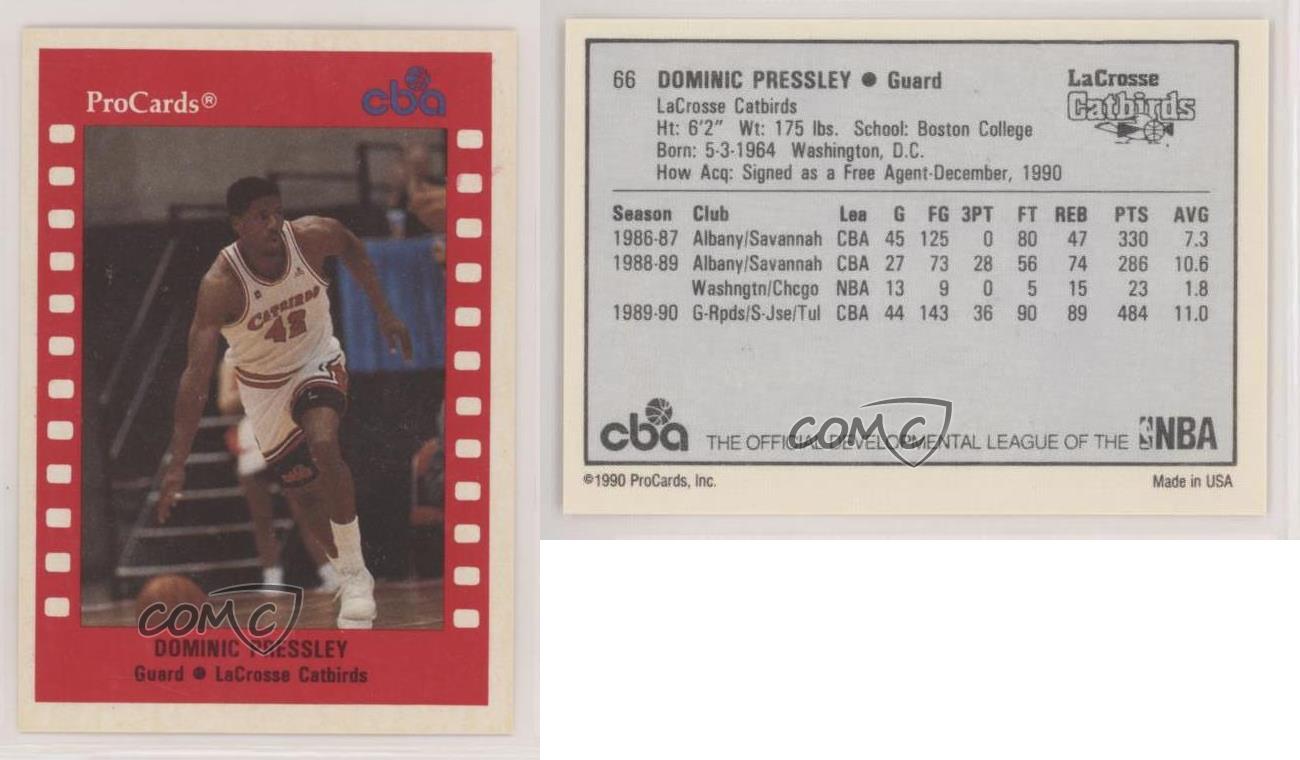 ProCards®
cba
CATBIRDS
42
COMC
DOMINIC PRESSLEY
Guard ● LaCrosse Catbirds
66 DOMINIC PRESSLEY ● Guard
LaCrosse
Catbirds
LaCrosse Catbirds
Ht: 6'2" Wt: 175 lbs. School: Boston College
Born: 5-3-1964 Washington, D.C.
How Acq: Signed as a Free Agent-December, 1990
Season Club Lea G FG 3PT FT REB PTS AVG
1986-87 Albany/Savannah CBA 45 125 0 80 47 330 7.3
1988-89 Albany/Savannah CBA 27 73 28 56 74 286 10.6
Washngtn/Chcgo NBA 13 9 0 5 15 23 1.8
1989-90 G-Rpds/S-Jse/Tul CBA 44 143 36 90 89 484 11.0
cba THE OFFICIAL DEVELOPMENTAL LEAGUE OF THE NBA
COMC
©1990 ProCards, Inc. Made in USA